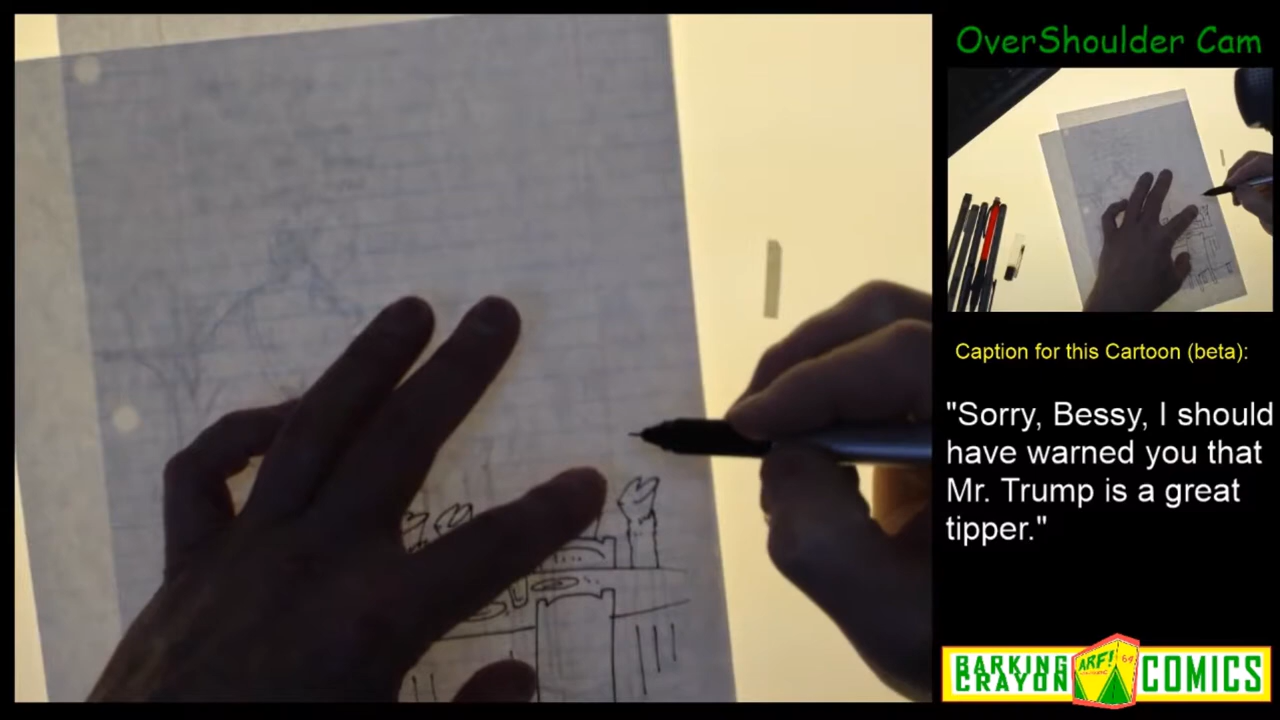 OverShoulder Cam
Caption for this Cartoon (beta):
"Sorry, Bessy, I should
have warned you that
Mr. Trump is a great
tipper."
BARKING CRAYON ARF! 64 COMICS